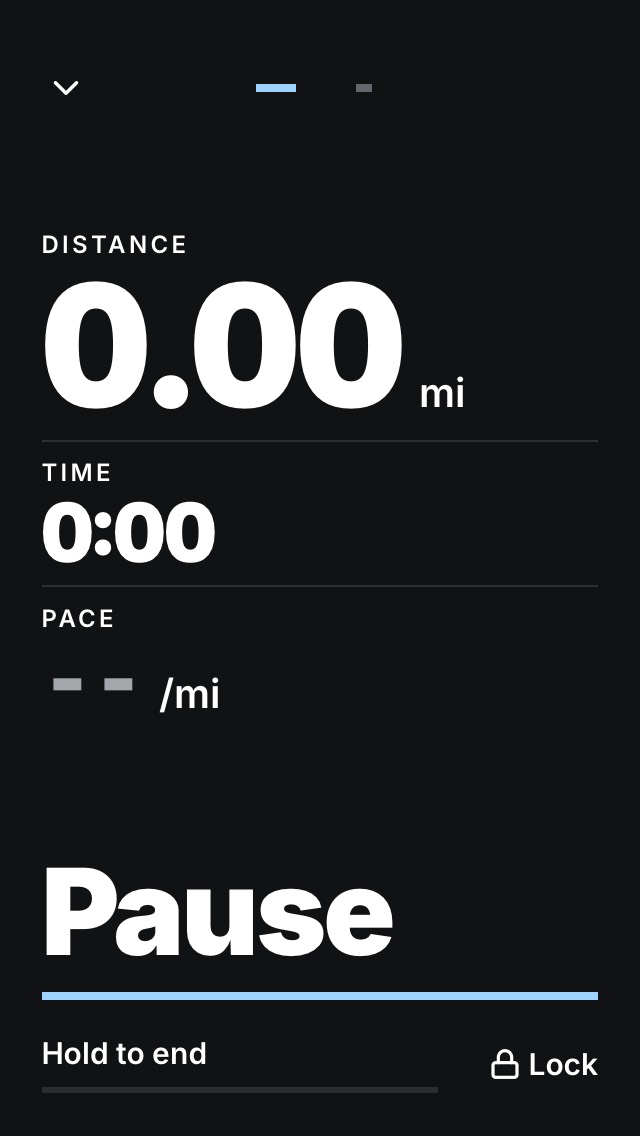 DISTANCE
0.00 mi
TIME
0:00
PACE
-- /mi
Pause
Hold to end
Lock